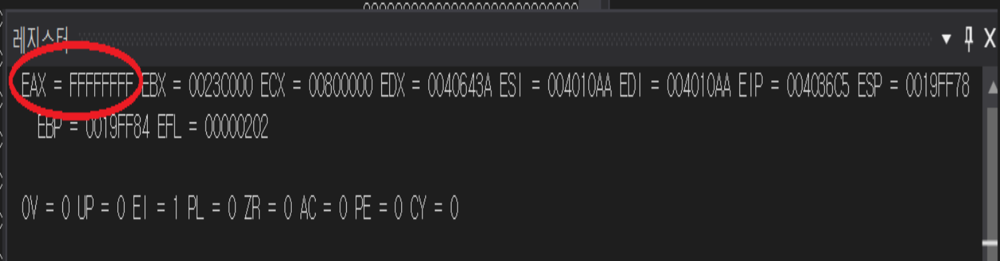 레지스터
EAX = FFFFFFFF EBX = 0023C000 ECX = 00800000 EDX = 0040643A ESI = 004010AA EDI = 004010AA EIP = 004036C5 ESP = 0019FF78
EBP = 0019FF84 EFL = 00000202
OV = 0 UP = 0 EI = 1 PL = 0 ZR = 0 AC = 0 PE = 0 CY = 0